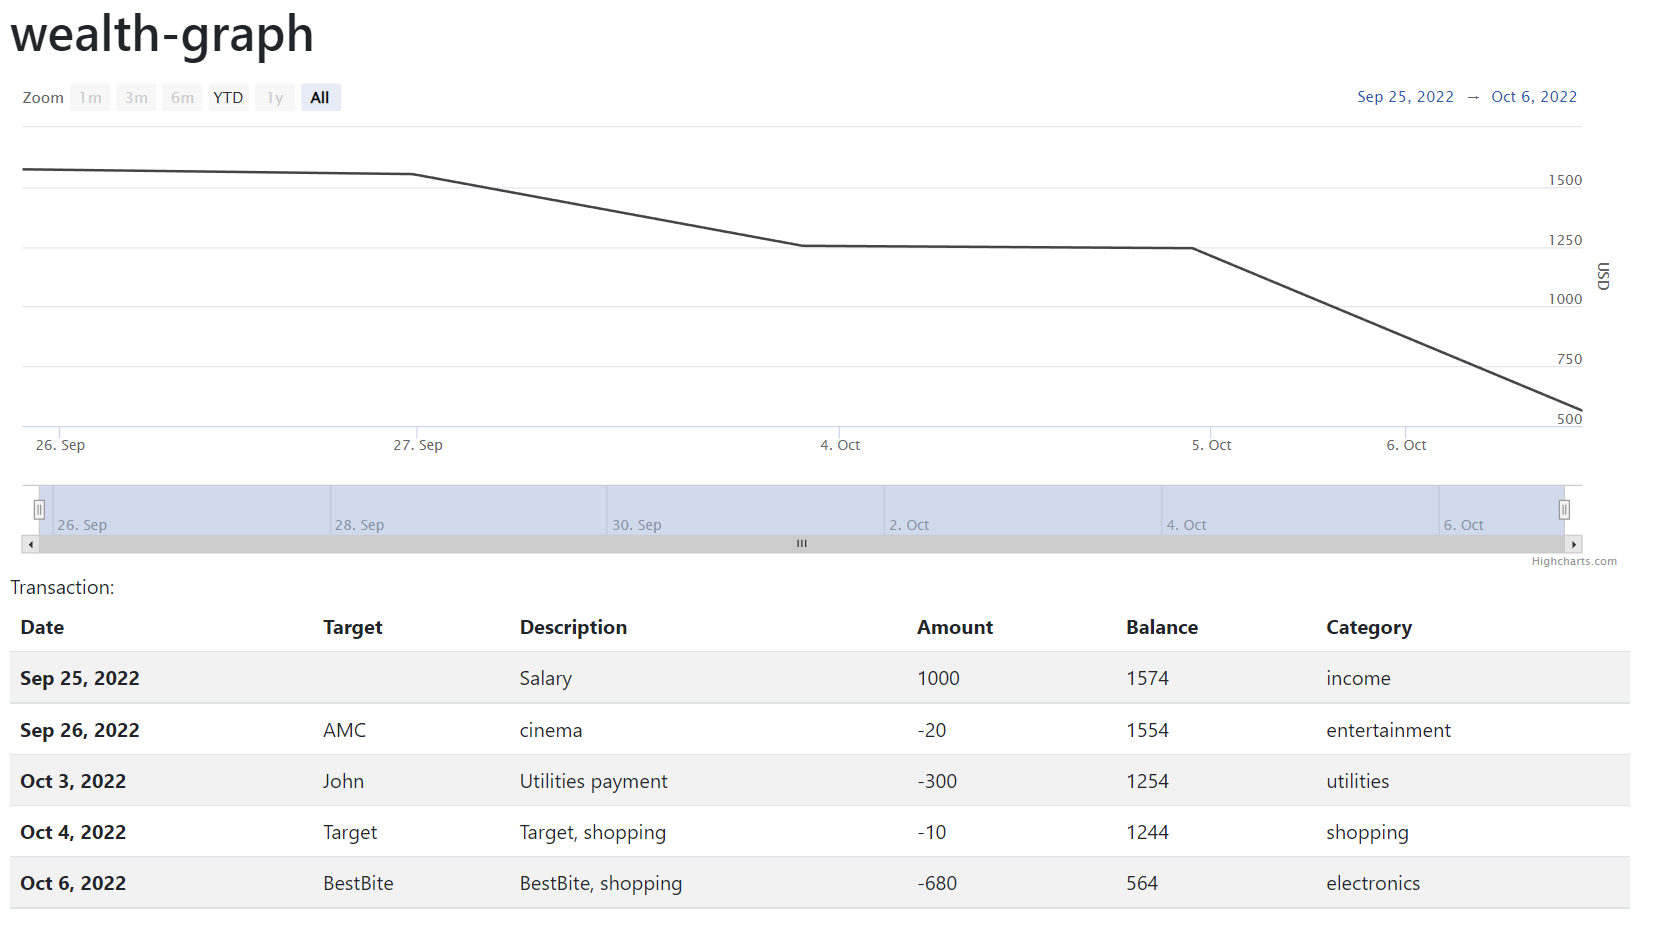 wealth-graph
Zoom 1m 3m 6m YTD 1y All Sep 25, 2022 → Oct 6, 2022
1500
1250
1000
750
500
USD
26. Sep 27. Sep 4. Oct 5. Oct 6. Oct
26. Sep 28. Sep 30. Sep 2. Oct 4. Oct 6. Oct
Highcharts.com
Transaction:
Date Target Description Amount Balance Category
Sep 25, 2022 Salary 1000 1574 income
Sep 26, 2022 AMC cinema -20 1554 entertainment
Oct 3, 2022 John Utilities payment -300 1254 utilities
Oct 4, 2022 Target Target, shopping -10 1244 shopping
Oct 6, 2022 BestBite BestBite, shopping -680 564 electronics